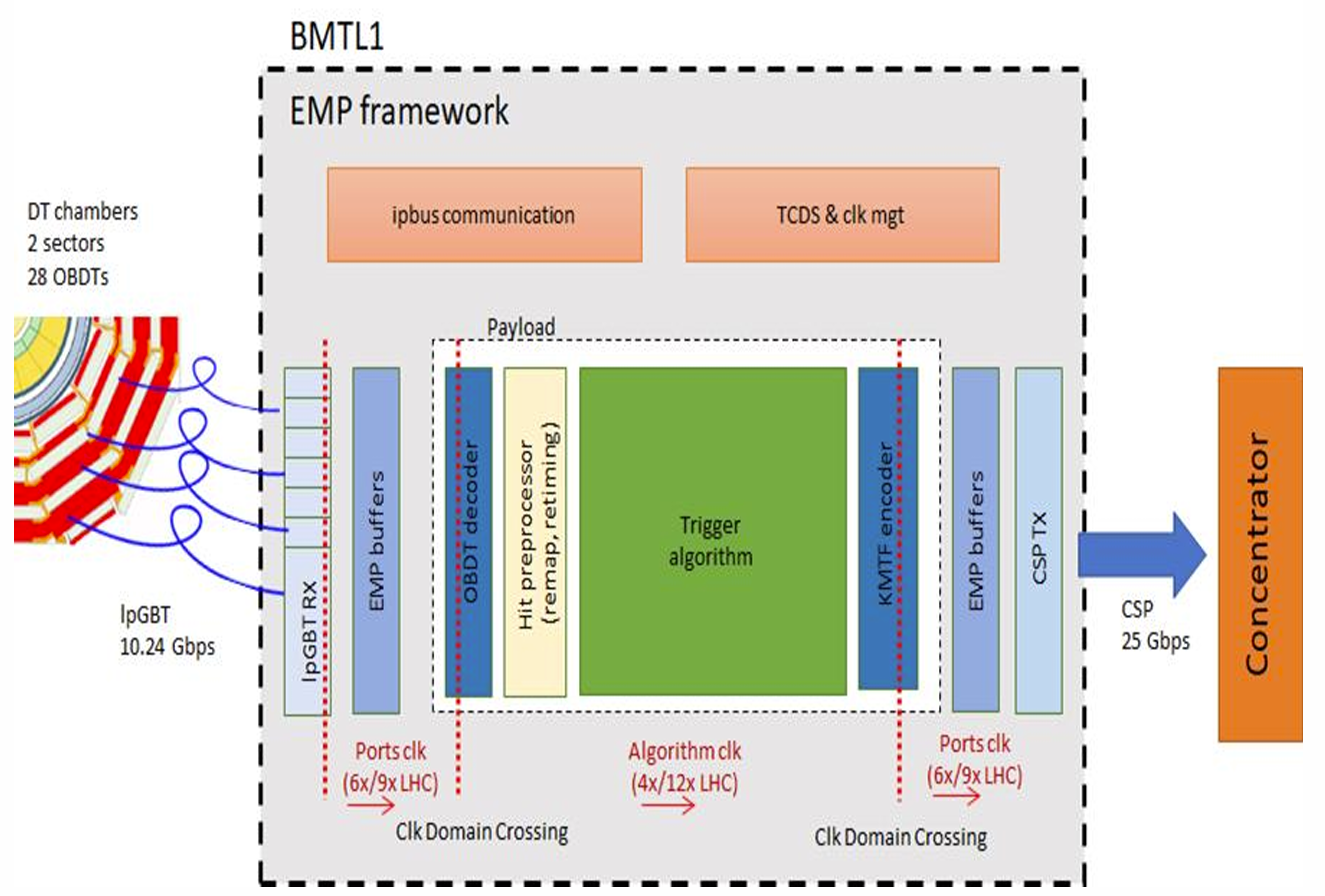 BMTL1
EMP framework
ipbus communication
TCDS & clk mgt
DT chambers
2 sectors
28 OBDTs
Payload
lpGBT RX
EMP buffers
OBDT decoder
Hit preprocessor
(remap, retiming)
Trigger
algorithm
KMTF encoder
EMP buffers
CSP TX
Concentrator
lpGBT
10.24 Gbps
CSP
25 Gbps
Ports clk
(6x/9x LHC)
Algorithm clk
(4x/12x LHC)
Ports clk
(6x/9x LHC)
Clk Domain Crossing
Clk Domain Crossing